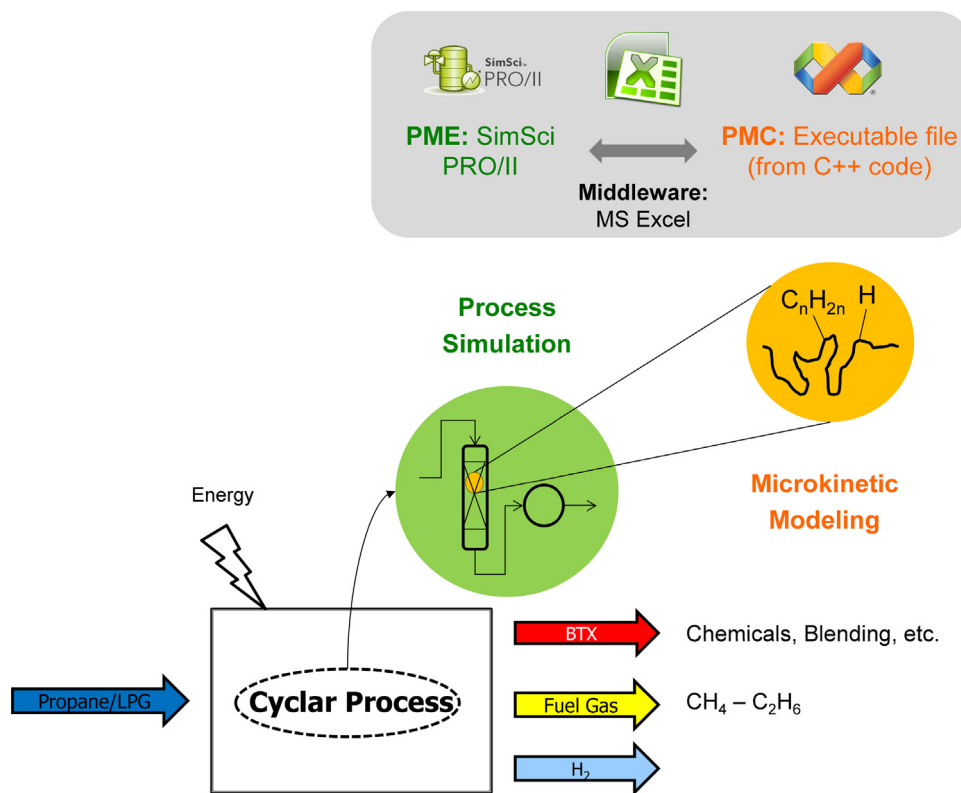 SimSci™
PRO/II
PME: SimSci
PRO/II
Middleware:
MS Excel
PMC: Executable file
(from C++ code)
®
Process
Simulation
CₙH₂ₙ H
Microkinetic
Modeling
Energy
Propane/LPG
Cyclar Process
BTX
Chemicals, Blending, etc.
Fuel Gas
CH₄ – C₂H₆
H₂